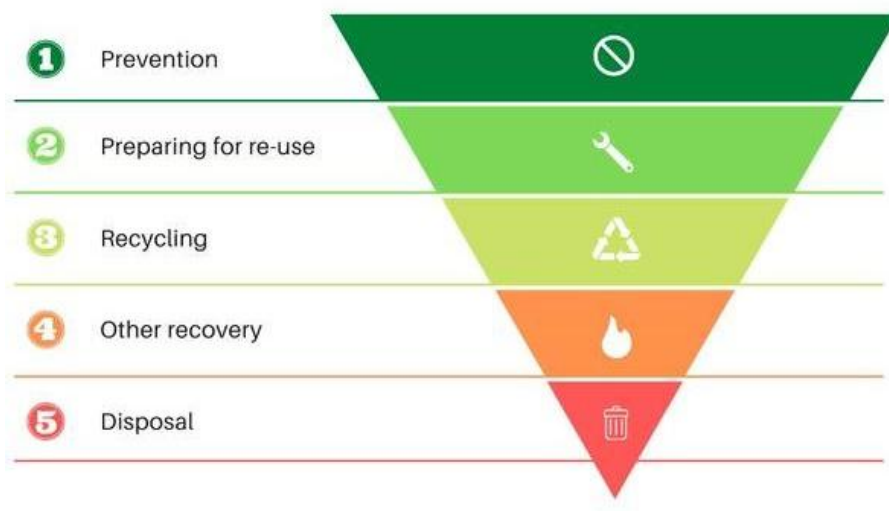 1 Prevention
2 Preparing for re-use
3 Recycling
4 Other recovery
5 Disposal